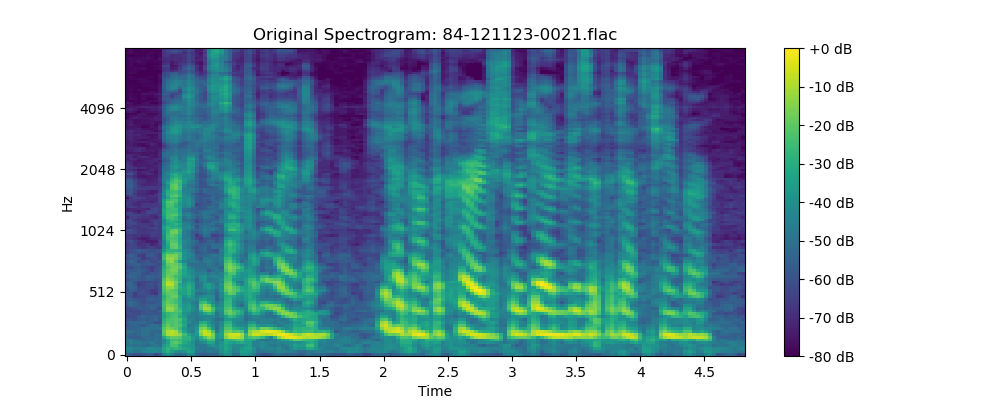 Original Spectrogram: 84-121123-0021.flac
Hz
4096
2048
1024
512
0
0
0.5
1
1.5
2
2.5
3
3.5
4
4.5
Time
+0 dB
-10 dB
-20 dB
-30 dB
-40 dB
-50 dB
-60 dB
-70 dB
-80 dB